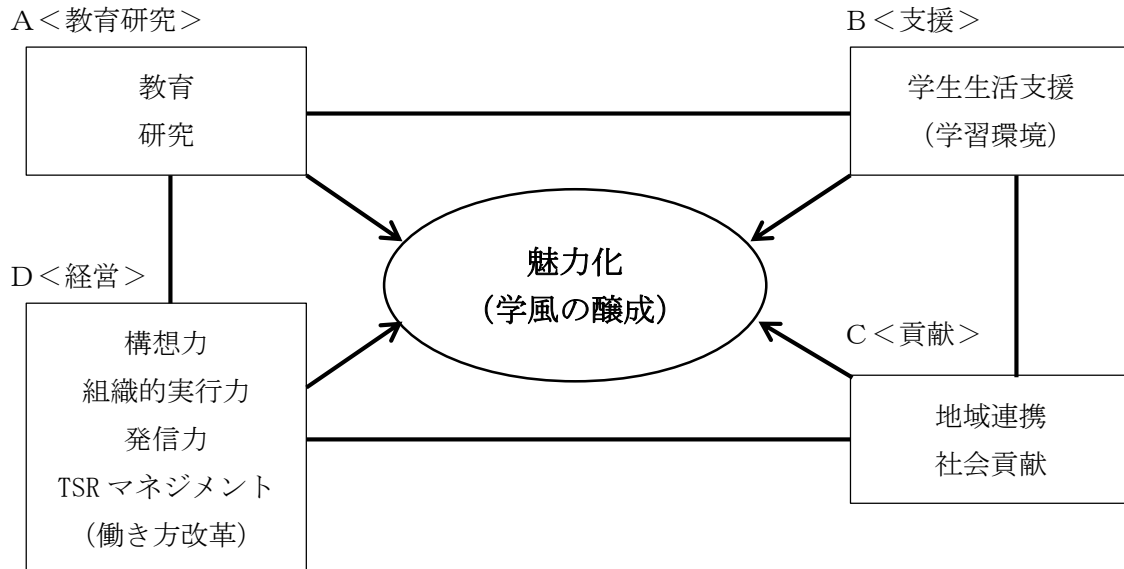 A<教育研究>
教育
研究
B<支援>
学生生活支援
(学習環境)
魅力化
(学風の醸成)
D<経営>
構想力
組織的実行力
発信力
TSRマネジメント
(働き方改革)
C<貢献>
地域連携
社会貢献